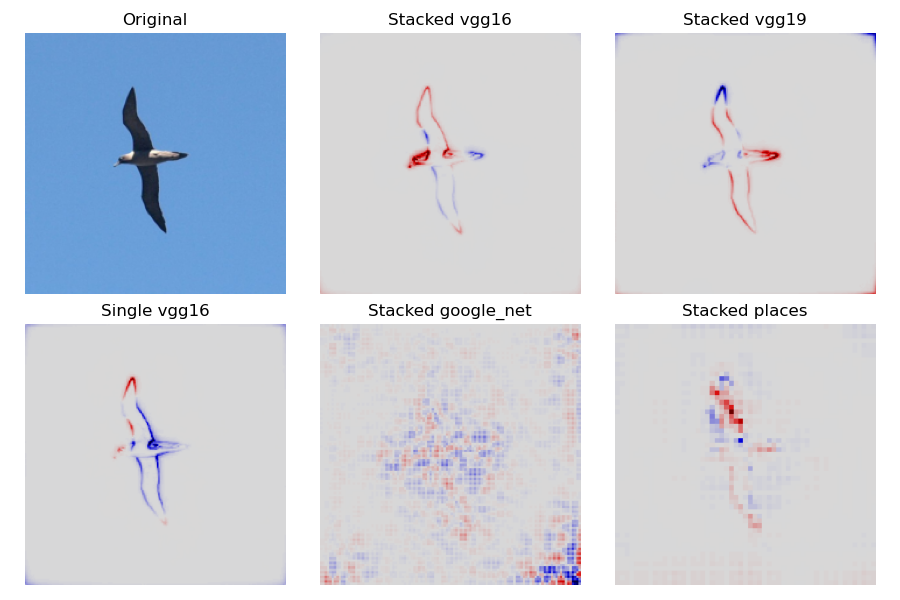 Original
Stacked vgg16
Stacked vgg19
Single vgg16
Stacked google_net
Stacked places